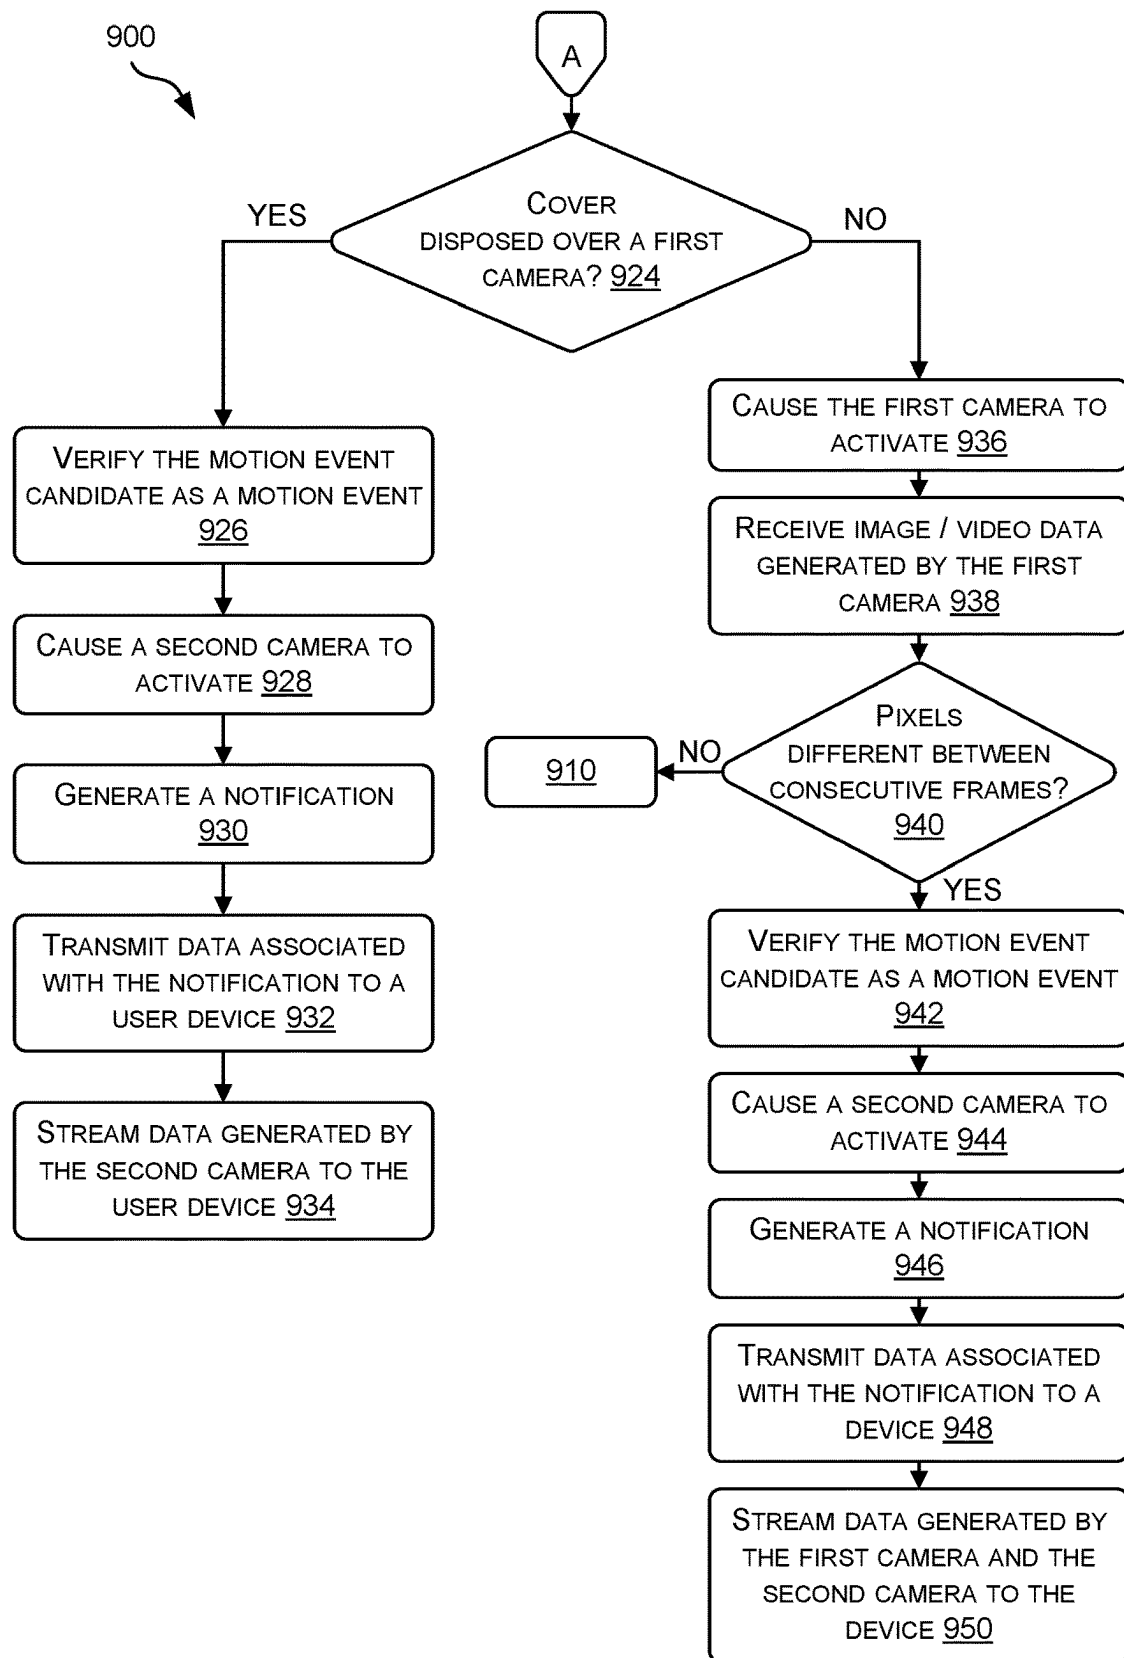 900
A
COVER
DISPOSED OVER A FIRST
CAMERA? 924
YES
NO
VERIFY THE MOTION EVENT
CANDIDATE AS A MOTION EVENT
926
CAUSE A SECOND CAMERA TO
ACTIVATE 928
GENERATE A NOTIFICATION
930
TRANSMIT DATA ASSOCIATED
WITH THE NOTIFICATION TO A
USER DEVICE 932
STREAM DATA GENERATED BY
THE SECOND CAMERA TO THE
USER DEVICE 934
CAUSE THE FIRST CAMERA TO
ACTIVATE 936
RECEIVE IMAGE / VIDEO DATA
GENERATED BY THE FIRST
CAMERA 938
PIXELS
DIFFERENT BETWEEN
CONSECUTIVE FRAMES?
940
NO
910
YES
VERIFY THE MOTION EVENT
CANDIDATE AS A MOTION EVENT
942
CAUSE A SECOND CAMERA TO
ACTIVATE 944
GENERATE A NOTIFICATION
946
TRANSMIT DATA ASSOCIATED
WITH THE NOTIFICATION TO A
DEVICE 948
STREAM DATA GENERATED BY
THE FIRST CAMERA AND THE
SECOND CAMERA TO THE
DEVICE 950